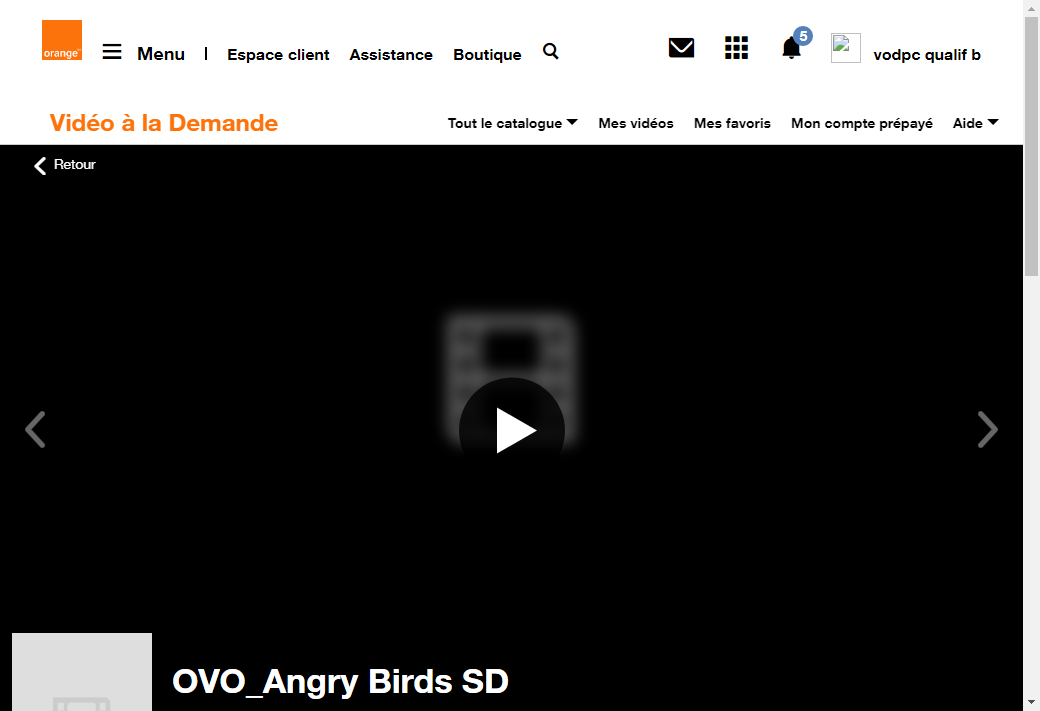 orange™
Menu | Espace client Assistance Boutique 5 vodpc qualif b
Vidéo à la Demande Tout le catalogue Mes vidéos Mes favoris Mon compte prépayé Aide
Retour
OVO_Angry Birds SD